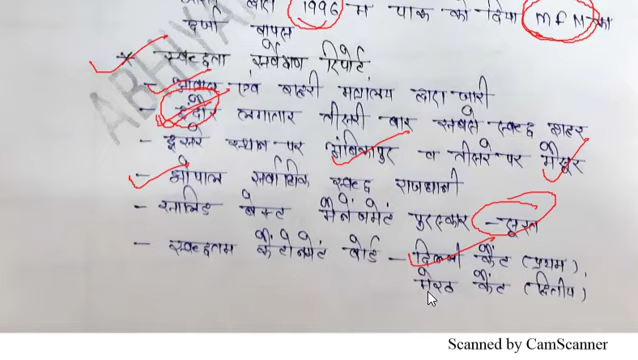 1996 में पाक को दिया MFN का
दर्जा वापस
* स्वच्छता सर्वेक्षण रिपोर्ट
- आवास एवं शहरी मंत्रालय द्वारा जारी
- इंदौर लगातार तीसरी बार सबसे स्वच्छ शहर
- दूसरे स्थान पर अंबिकापुर व तीसरे पर मैसूर
- भोपाल सर्वाधिक स्वच्छ राजधानी
- सालिड वेस्ट मैनेजमेंट पुरस्कार - सूरत
- स्वच्छतम कैंटोनमेंट बोर्ड - दिल्ली कैंट (प्रथम),
मेरठ कैंट (द्वितीय)
Scanned by CamScanner